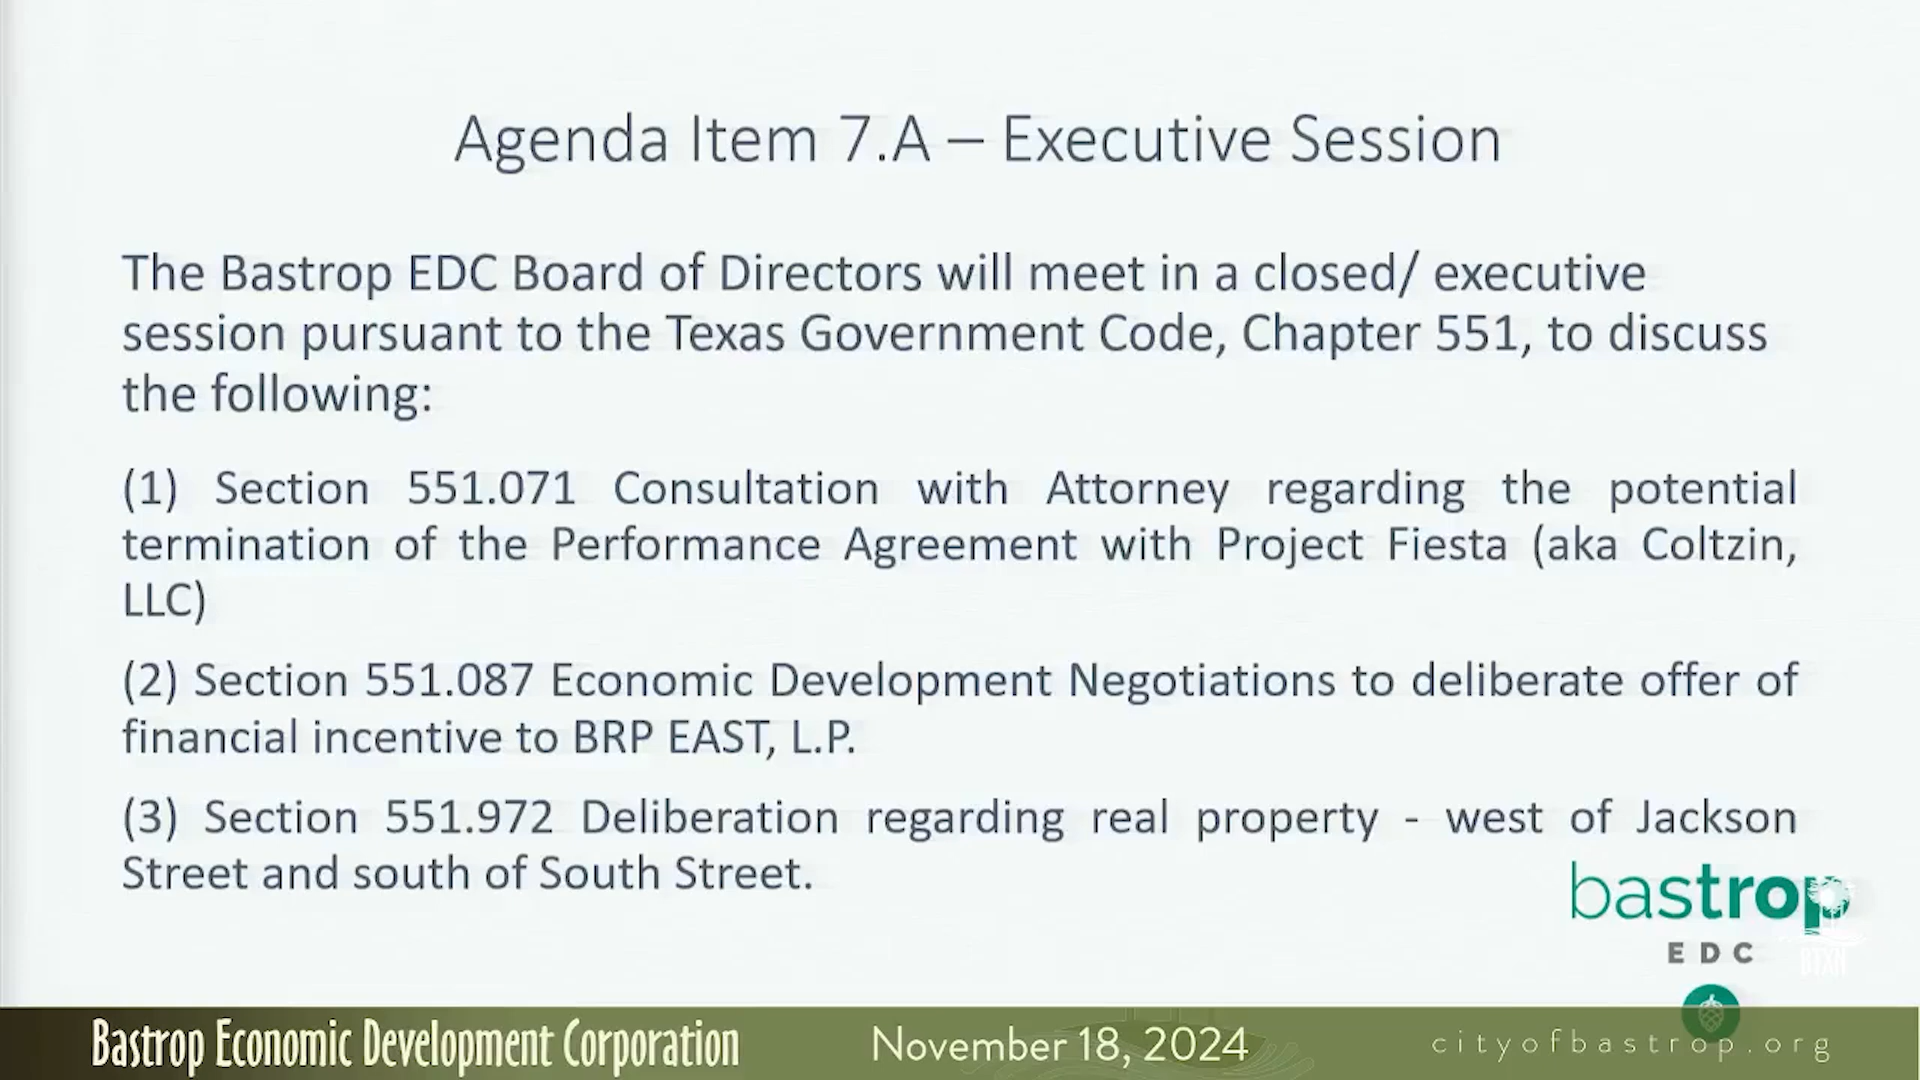 Agenda Item 7.A – Executive Session
The Bastrop EDC Board of Directors will meet in a closed/ executive
session pursuant to the Texas Government Code, Chapter 551, to discuss
the following:
(1) Section 551.071 Consultation with Attorney regarding the potential
termination of the Performance Agreement with Project Fiesta (aka Coltzin,
LLC)
(2) Section 551.087 Economic Development Negotiations to deliberate offer of
financial incentive to BRP EAST, L.P.
(3) Section 551.972 Deliberation regarding real property - west of Jackson
Street and south of South Street.
bastrop
EDC
BTXN
Bastrop Economic Development Corporation
November 18, 2024
cityofbastrop.org